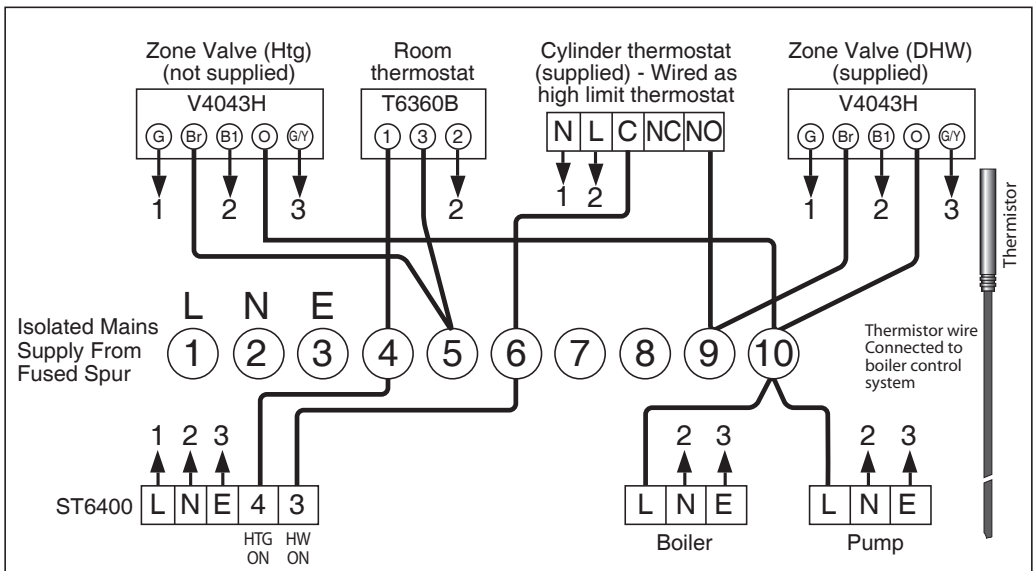 Zone Valve (Htg)
(not supplied)
V4043H
G Br B1 O G/Y
1 2 3
Room
thermostat
T6360B
1 3 2
2
Cylinder thermostat
(supplied) - Wired as
high limit thermostat
N L C NC NO
1 2
Zone Valve (DHW)
(supplied)
V4043H
G Br B1 O G/Y
1 2 3
Thermistor
Thermistor wire
Connected to
boiler control
system
Isolated Mains
Supply From
Fused Spur
L N E
1 2 3 4 5 6 7 8 9 10
1 2 3
ST6400 L N E 4 3
HTG
ON
HW
ON
2 3
L N E
Boiler
2 3
L N E
Pump